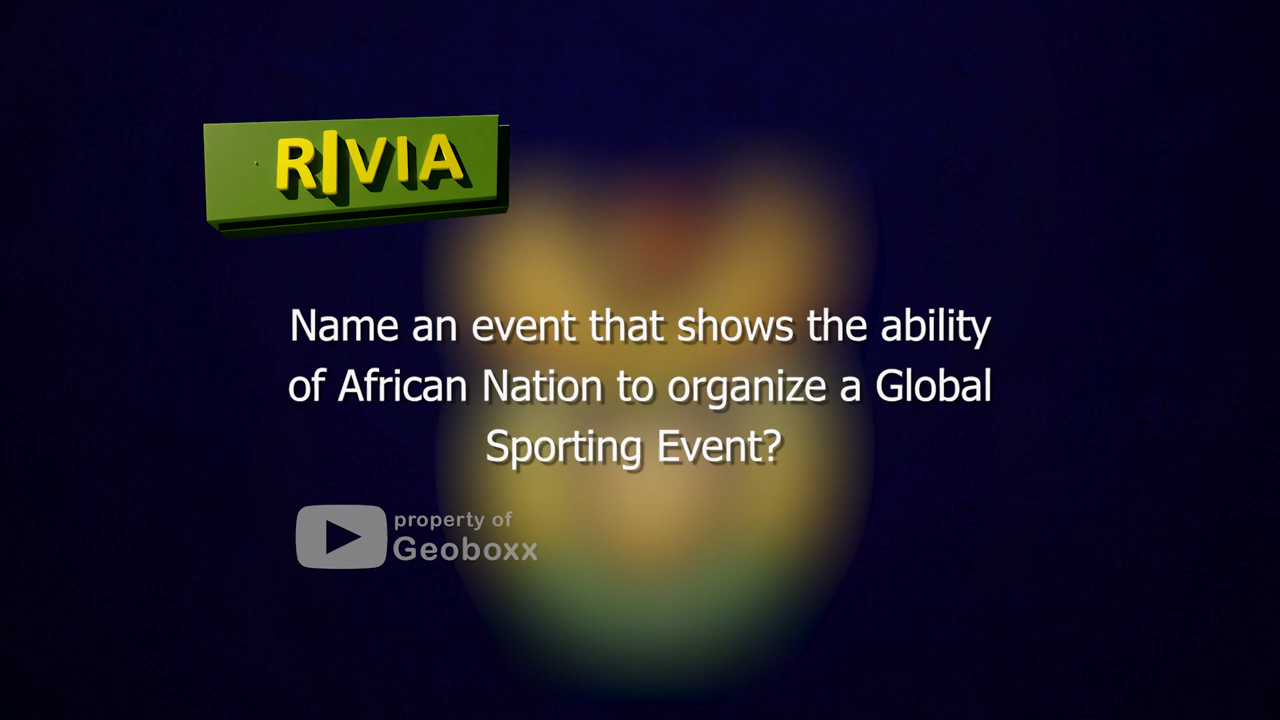 RIVIA
Name an event that shows the ability
of African Nation to organize a Global
Sporting Event?
property of
Geoboxx